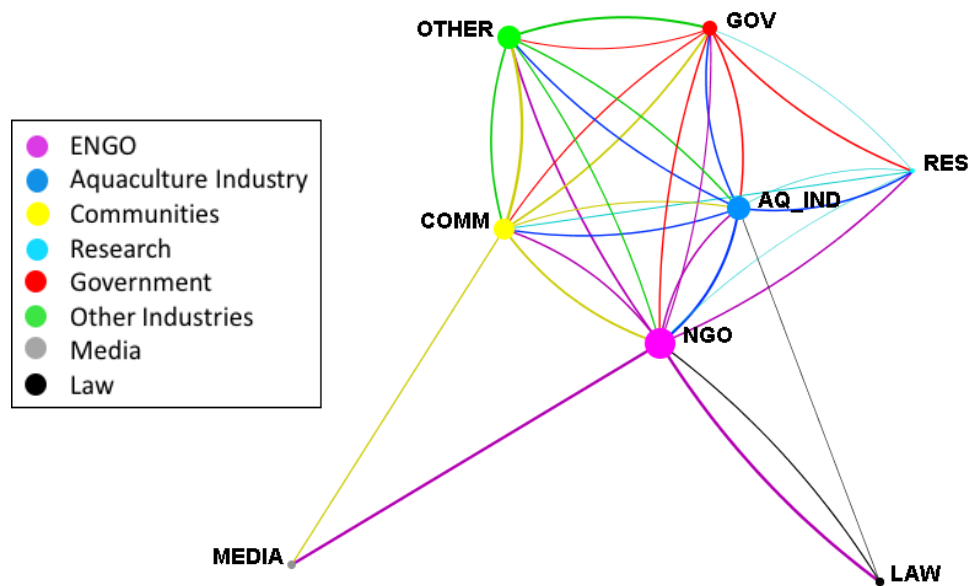 OTHER
GOV
ENGO
Aquaculture Industry
Communities
Research
Government
Other Industries
Media
Law
RES
AQ_IND
COMM
NGO
MEDIA
LAW